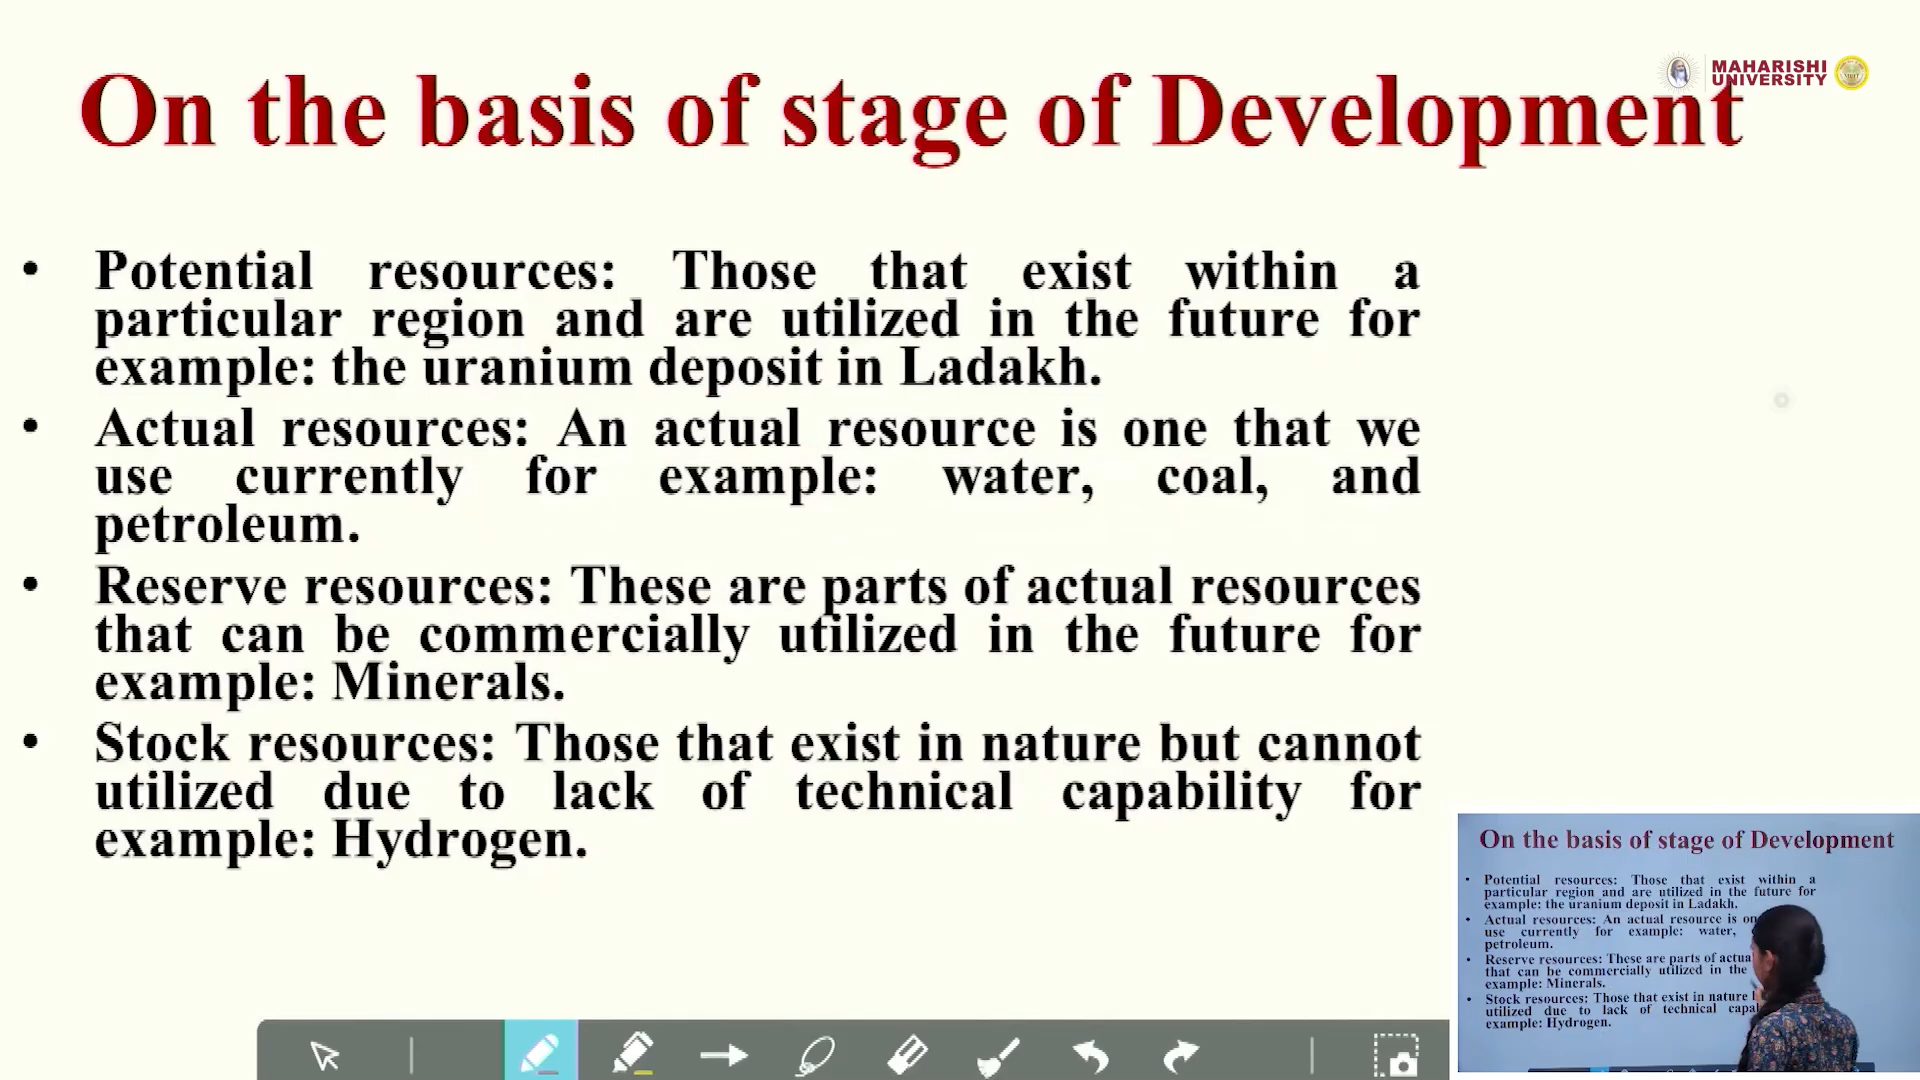 MAHARISHI
UNIVERSITY
On the basis of stage of Development
• Potential resources: Those that exist within a
particular region and are utilized in the future for
example: the uranium deposit in Ladakh.
• Actual resources: An actual resource is one that we
use currently for example: water, coal, and
petroleum.
• Reserve resources: These are parts of actual resources
that can be commercially utilized in the future for
example: Minerals.
• Stock resources: Those that exist in nature but cannot
utilized due to lack of technical capability for
example: Hydrogen.
On the basis of stage of Development
• Potential resources: Those that exist within a
particular region and are utilized in the future for
example: the uranium deposit in Ladakh.
• Actual resources: An actual resource is
use currently for example: water,
petroleum.
• Reserve resources: These are parts of
that can be commercially utilized in the
example: Minerals.
• Stock resources: Those that exist in nature
utilized due to lack of technical
example: Hydrogen.